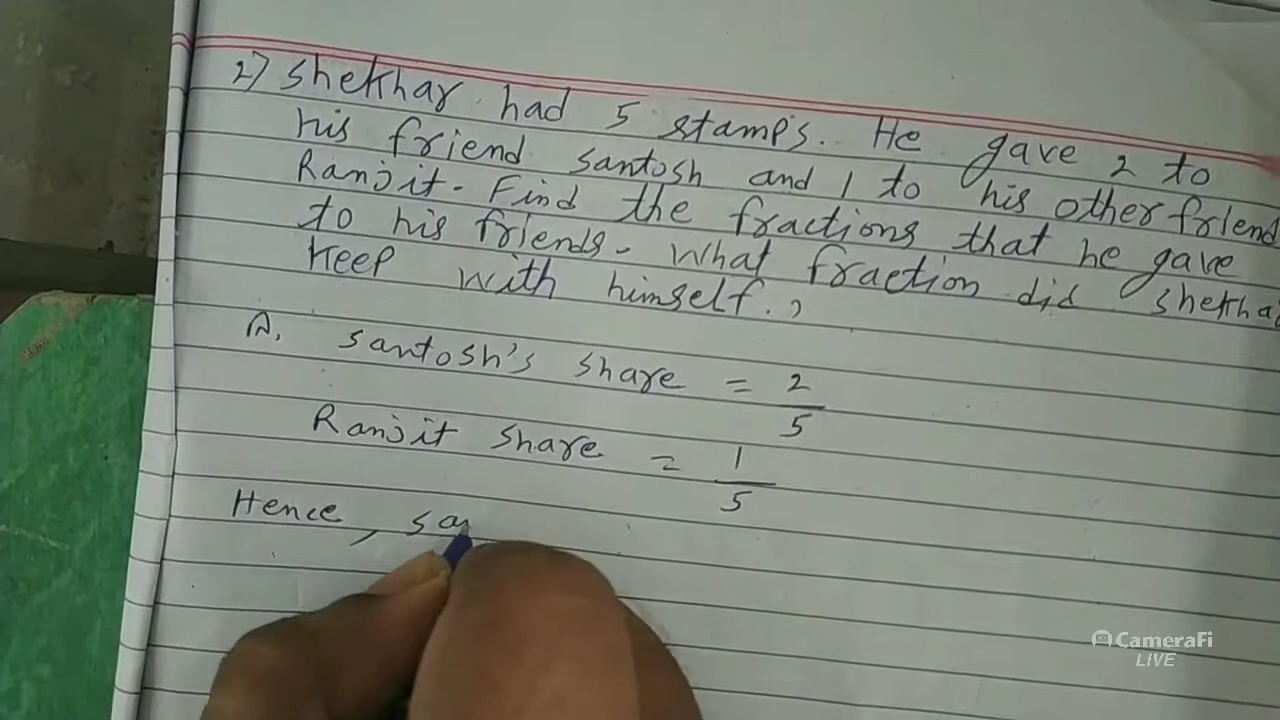 2) Shekhar had 5 stamps. He gave 2 to
his friend santosh and 1 to his other friend
Ranjit. Find the fractions that he gave
to his friends. What fraction did shekha
keep with himself.?
A. santosh's share = 2/5
Ranjit share = 1/5
Hence, sa
CameraFi
LIVE